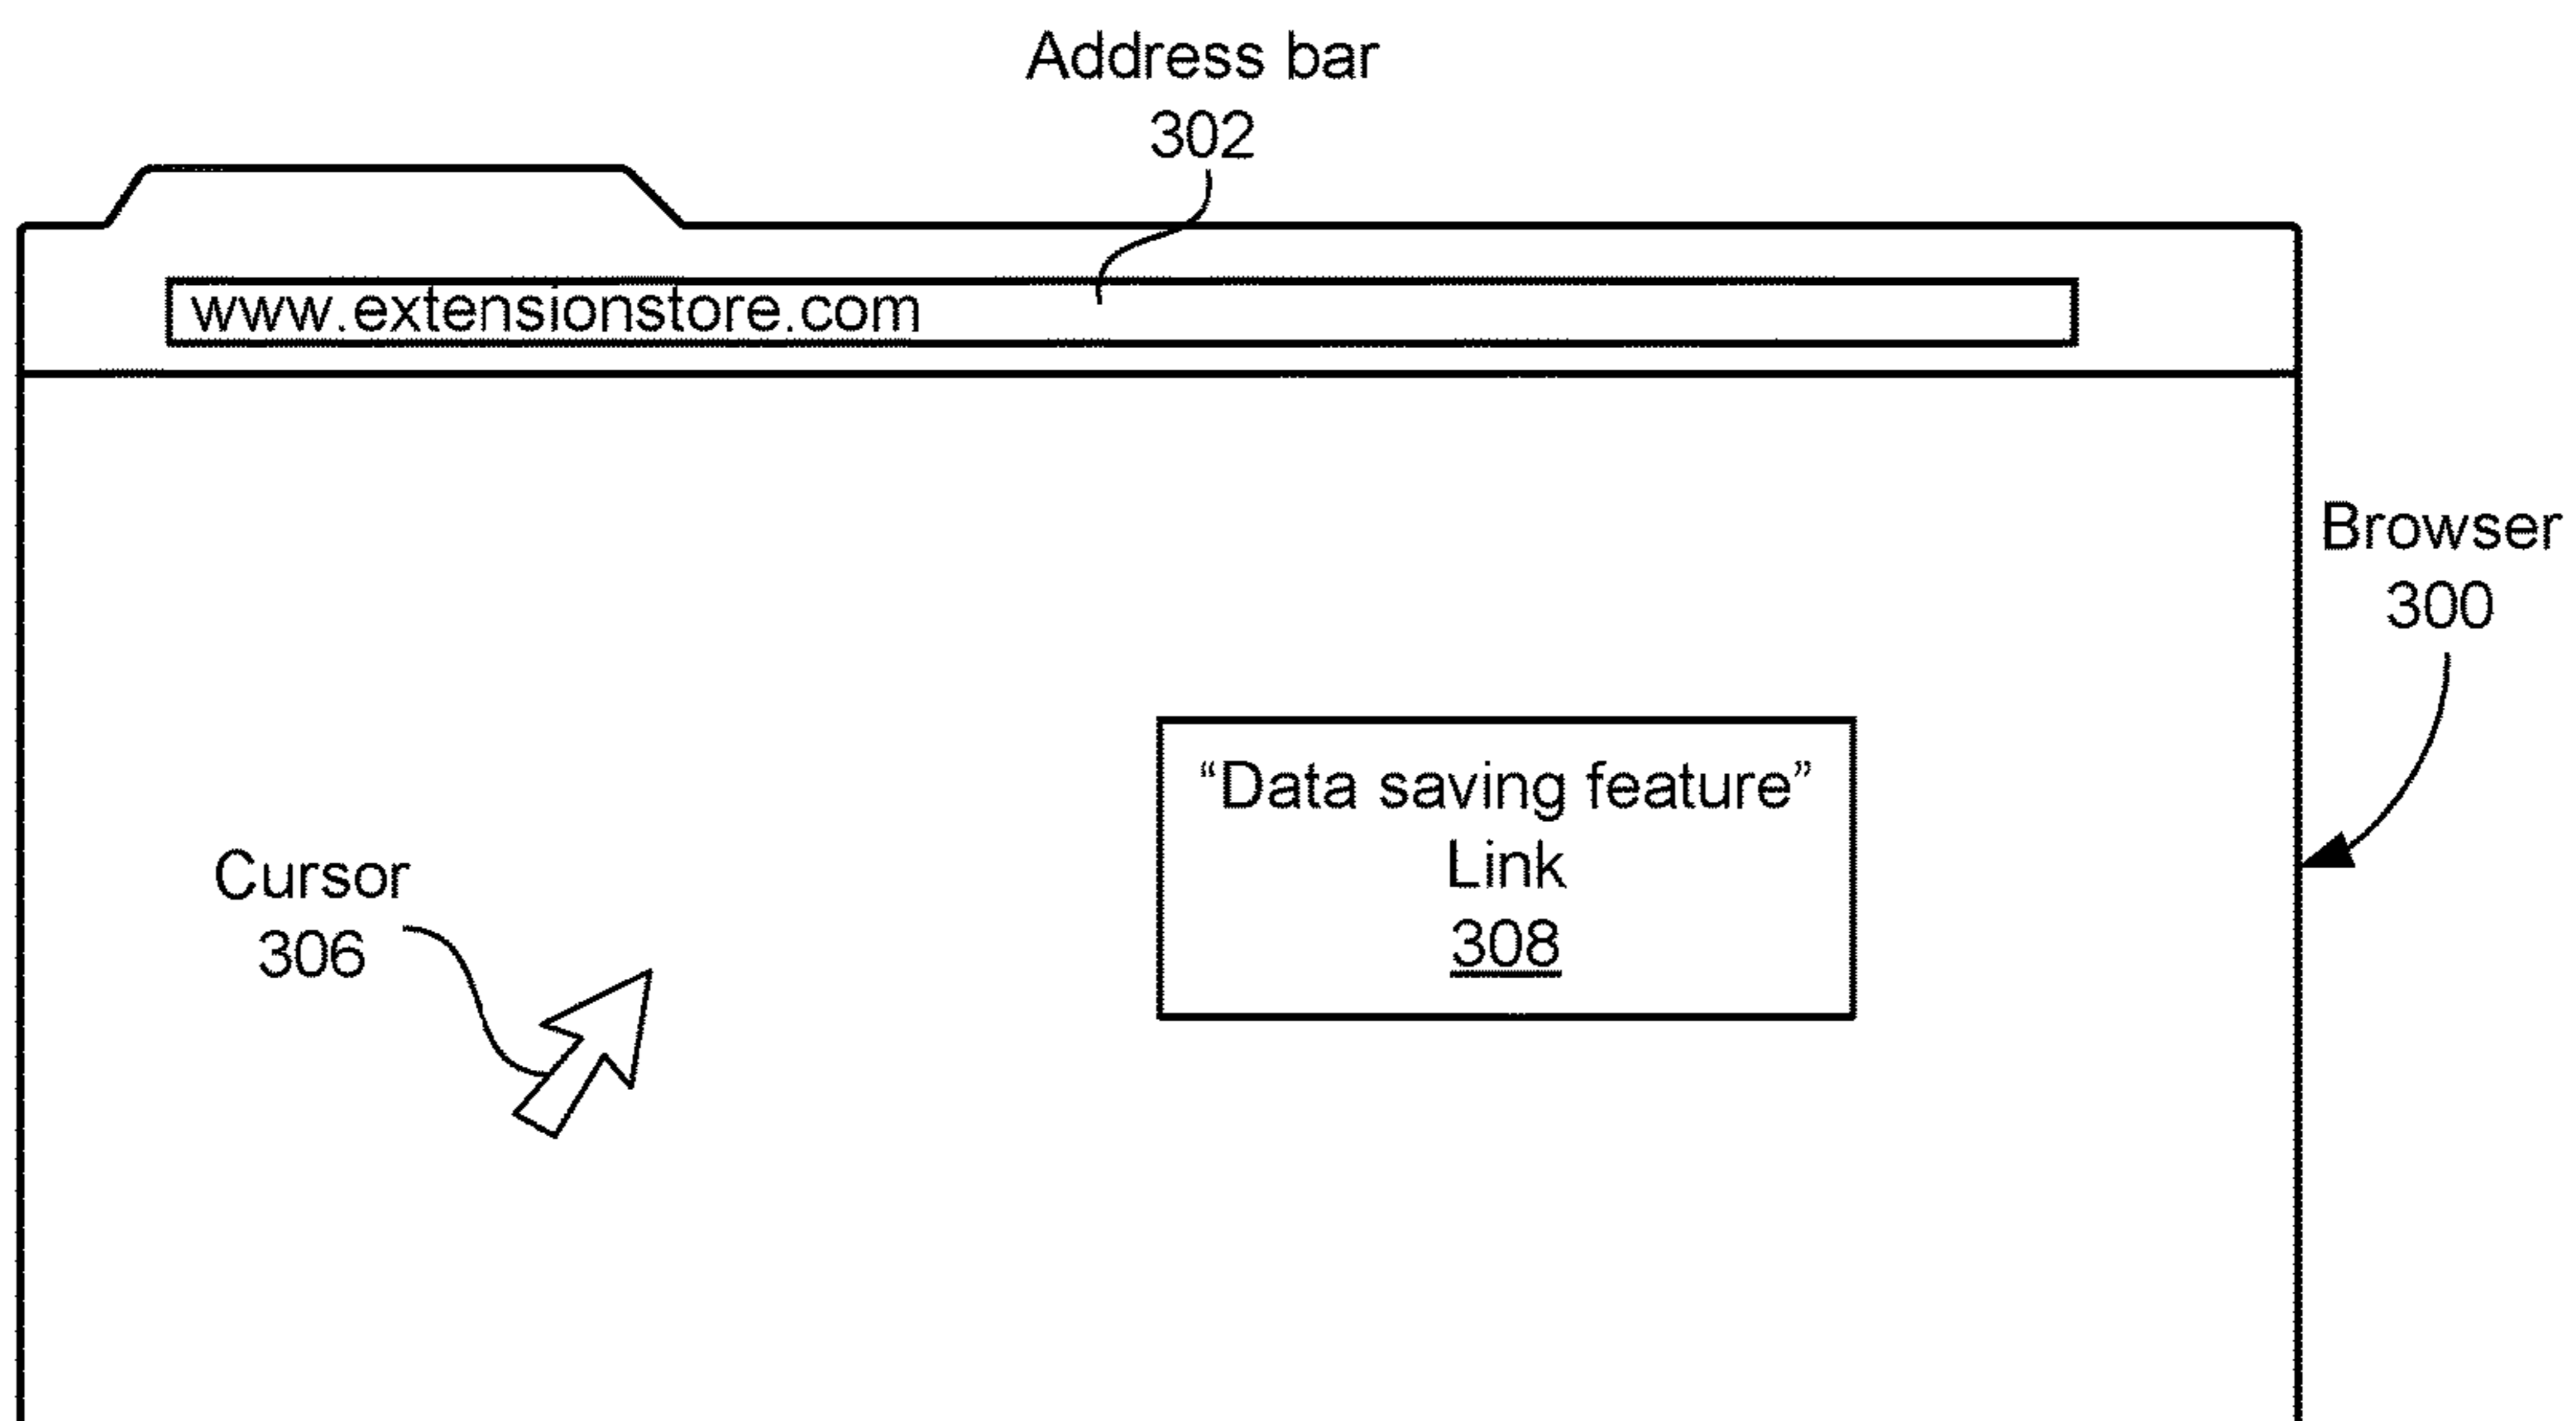 Address bar
302
www.extensionstore.com
Browser
300
“Data saving feature”
Link
308
Cursor
306